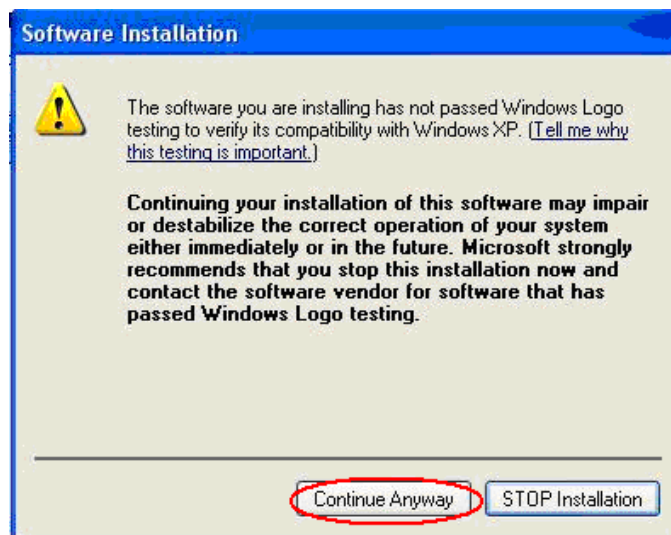 Software Installation
The software you are installing has not passed Windows Logo
testing to verify its compatibility with Windows XP. (Tell me why
this testing is important.)
Continuing your installation of this software may impair
or destabilize the correct operation of your system
either immediately or in the future. Microsoft strongly
recommends that you stop this installation now and
contact the software vendor for software that has
passed Windows Logo testing.
Continue Anyway STOP Installation